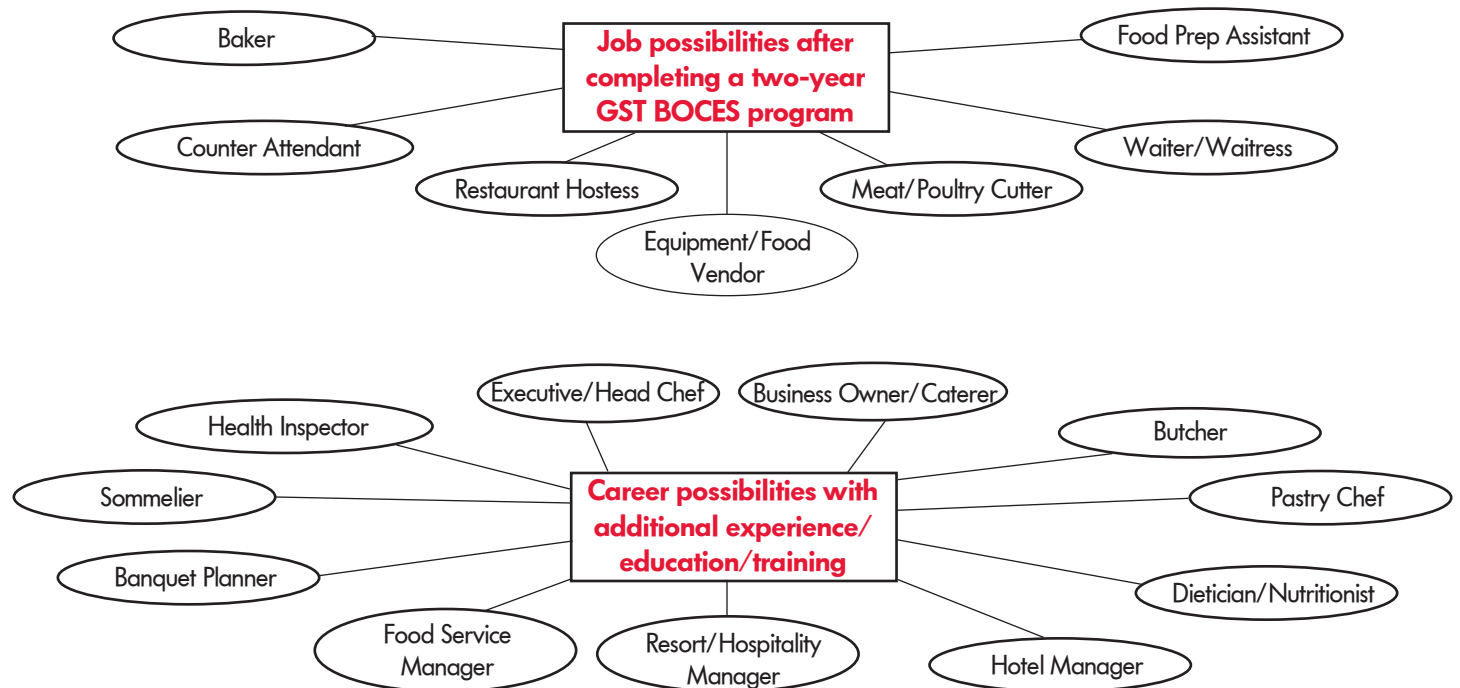 Baker
Job possibilities after
completing a two-year
GST BOCES program
Food Prep Assistant
Counter Attendant
Waiter/Waitress
Restaurant Hostess
Meat/Poultry Cutter
Equipment/Food
Vendor
Executive/Head Chef
Business Owner/Caterer
Health Inspector
Butcher
Sommelier
Career possibilities with
additional experience/
education/training
Pastry Chef
Banquet Planner
Dietician/Nutritionist
Food Service
Manager
Resort/Hospitality
Manager
Hotel Manager